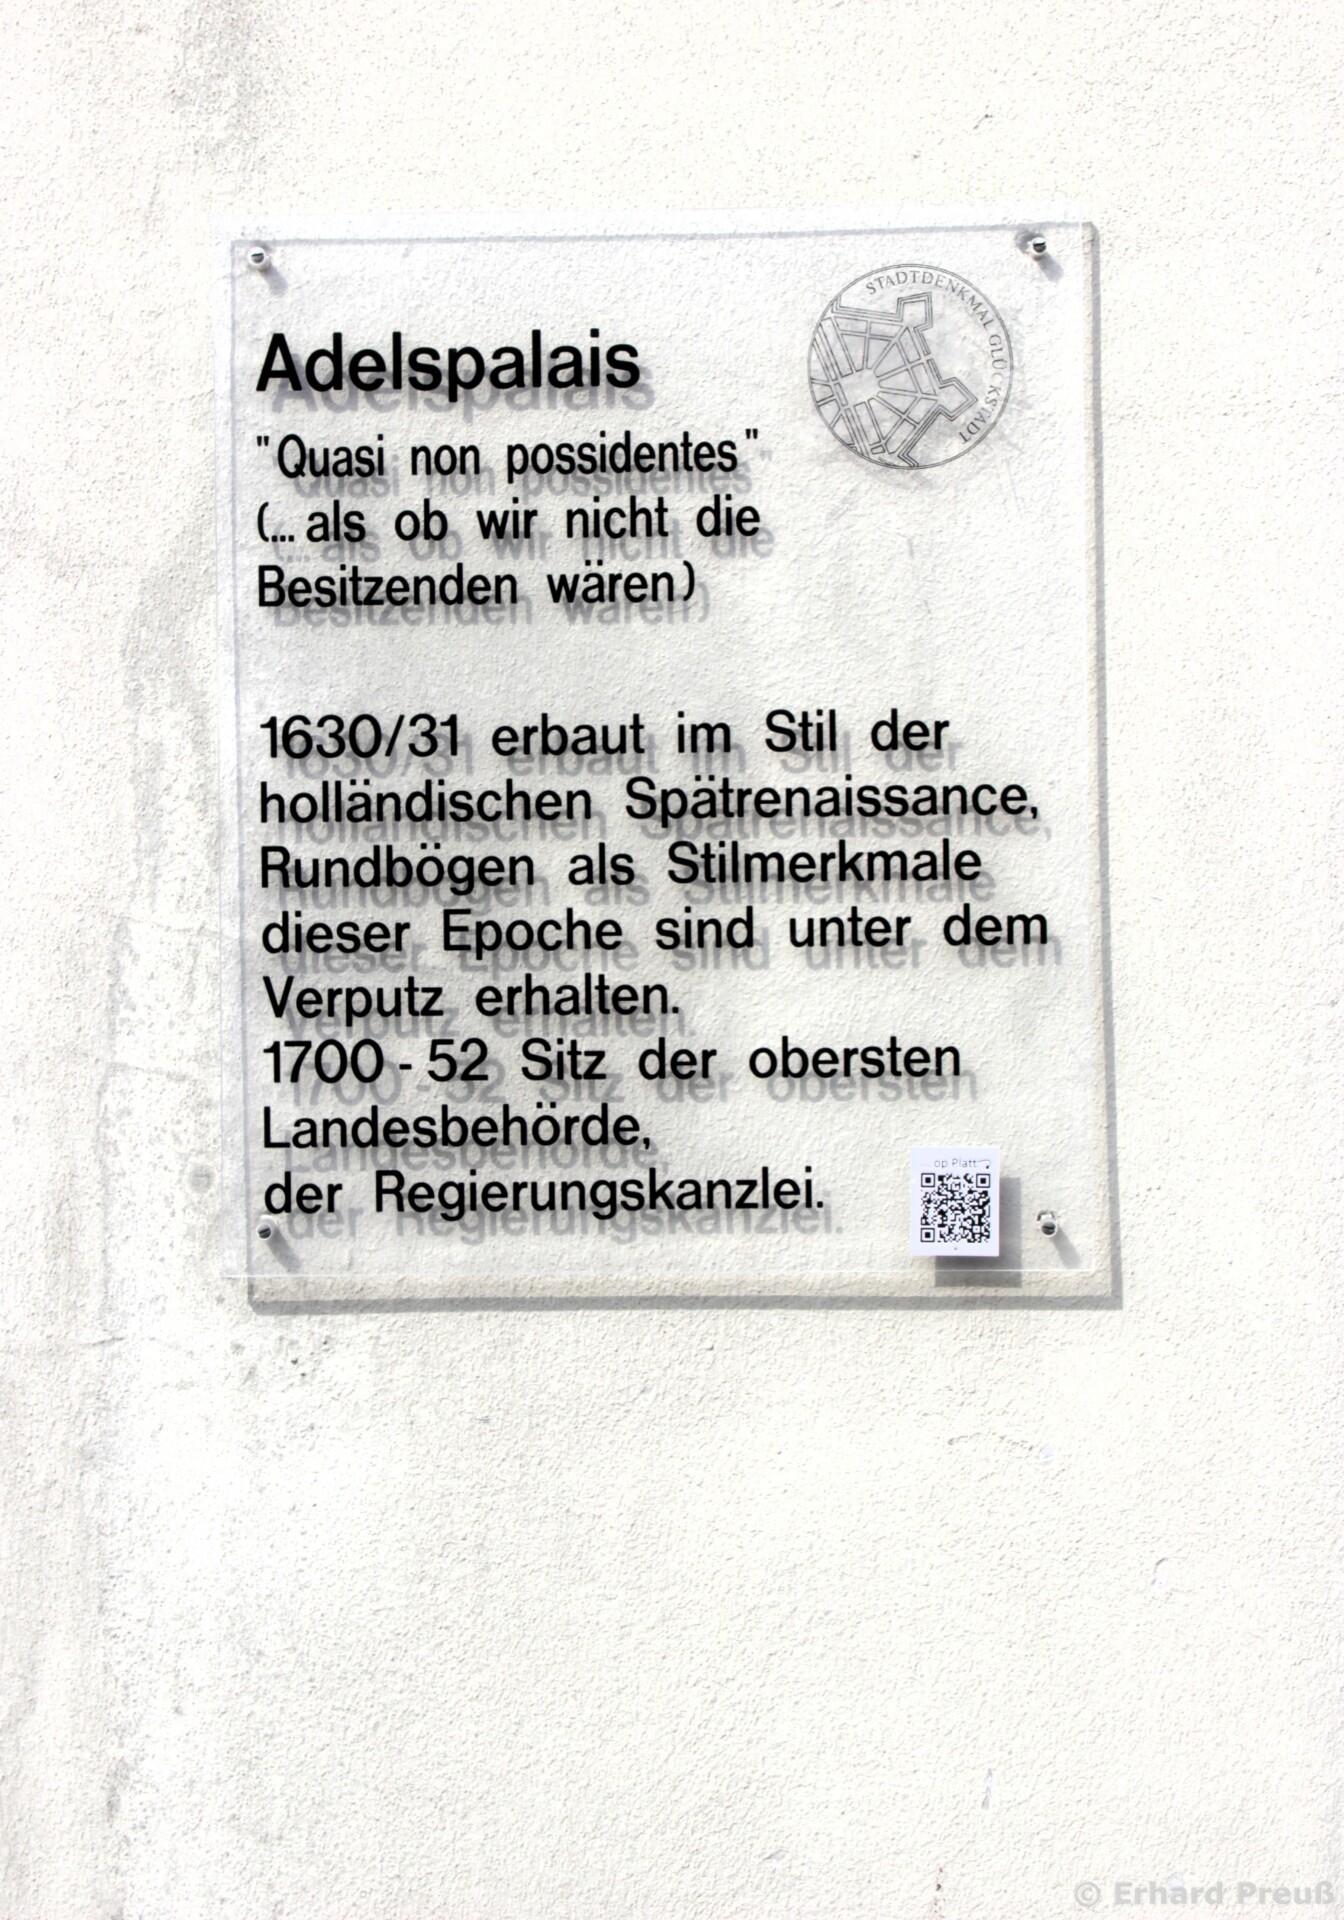 STADTDENKMAL GLÜCKSTADT
Adelspalais
"Quasi non possidentes"
(... als ob wir nicht die
Besitzenden wären)
1630/31 erbaut im Stil der
holländischen Spätrenaissance,
Rundbögen als Stilmerkmale
dieser Epoche sind unter dem
Verputz erhalten.
1700 - 52 Sitz der obersten
Landesbehörde,
der Regierungskanzlei.
op Platt
© Erhard Preuß